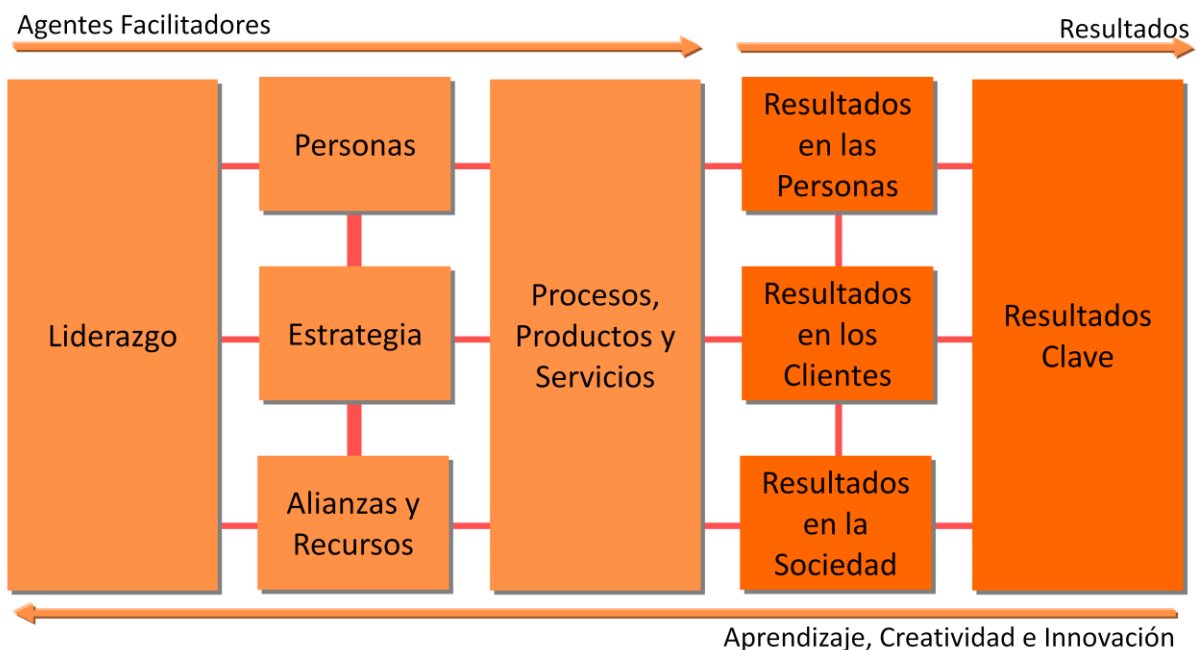 Agentes Facilitadores
Resultados
Liderazgo
Personas
Estrategia
Alianzas y
Recursos
Procesos,
Productos y
Servicios
Resultados
en las
Personas
Resultados
en los
Clientes
Resultados
en la
Sociedad
Resultados
Clave
Aprendizaje, Creatividad e Innovación